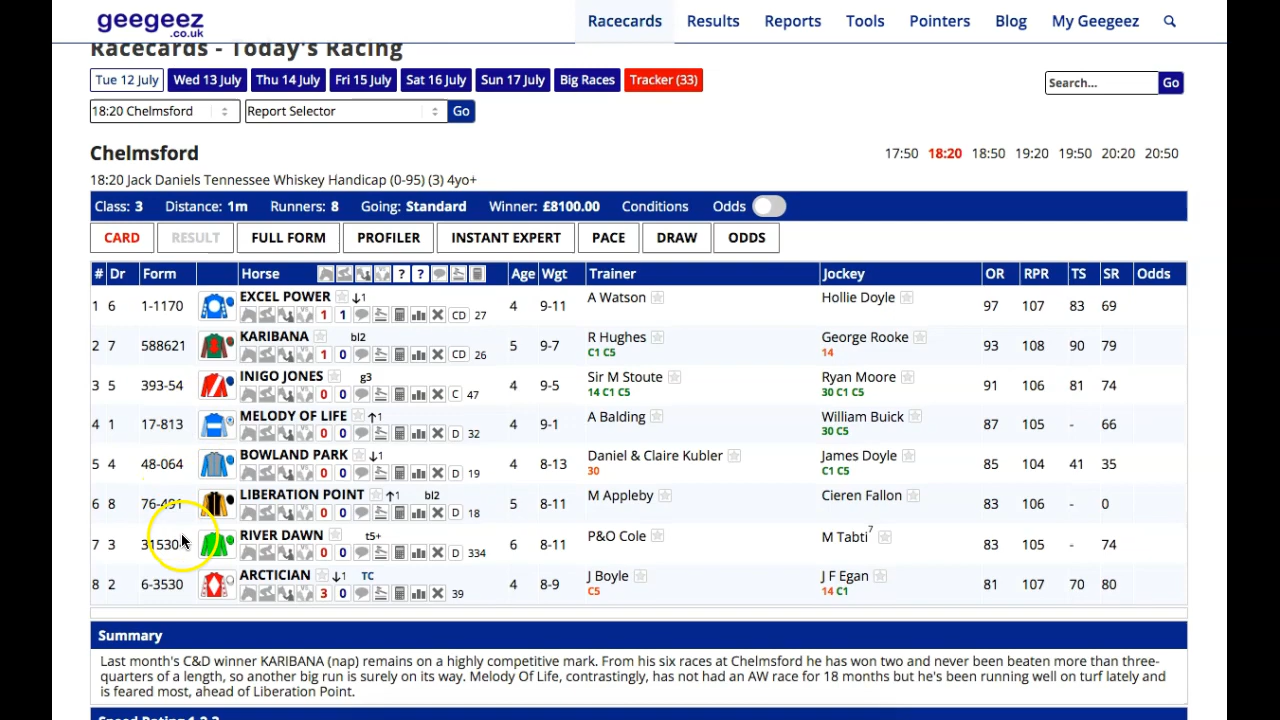 geegeez
.co.uk
Racecards Results Reports Tools Pointers Blog My Geegeez
Racecards - Today's Racing
Tue 12 July Wed 13 July Thu 14 July Fri 15 July Sat 16 July Sun 17 July Big Races Tracker (33)
Search... Go
18:20 Chelmsford Report Selector Go
Chelmsford
17:50 18:20 18:50 19:20 19:50 20:20 20:50
18:20 Jack Daniels Tennessee Whiskey Handicap (0-95) (3) 4yo+
Class: 3 Distance: 1m Runners: 8 Going: Standard Winner: £8100.00 Conditions Odds
CARD RESULT FULL FORM PROFILER INSTANT EXPERT PACE DRAW ODDS
# Dr Form Horse ? ? Age Wgt Trainer Jockey OR RPR TS SR Odds
1 6 1-1170 EXCEL POWER ↓1 4 9-11 A Watson Hollie Doyle 97 107 83 69
1 1 CD 27
2 7 588621 KARIBANA bl2 5 9-7 R Hughes George Rooke 93 108 90 79
1 0 CD 26 C1 C5 14
3 5 393-54 INIGO JONES g3 4 9-5 Sir M Stoute Ryan Moore 91 106 81 74
0 0 C 47 14 C1 C5 30 C1 C5
4 1 17-813 MELODY OF LIFE ↑1 4 9-1 A Balding William Buick 87 105 - 66
0 0 D 32 30 C5
5 4 48-064 BOWLAND PARK ↓1 4 8-13 Daniel & Claire Kubler James Doyle 85 104 41 35
0 0 D 19 30 C1 C5
6 8 76-491 LIBERATION POINT ↑1 bl2 5 8-11 M Appleby Cieren Fallon 83 106 - 0
0 0 D 18
7 3 31530 RIVER DAWN t5+ 6 8-11 P&O Cole M Tabti7 83 105 - 74
0 0 D 334
8 2 6-3530 ARCTICIAN ↓1 TC 4 8-9 J Boyle J F Egan 81 107 70 80
3 0 39 C5 14 C1
Summary
Last month's C&D winner KARIBANA (nap) remains on a highly competitive mark. From his six races at Chelmsford he has won two and never been beaten more than three-
quarters of a length, so another big run is surely on its way. Melody Of Life, contrastingly, has not had an AW race for 18 months but he's been running well on turf lately and
is feared most, ahead of Liberation Point.
Speed Rating 1 2 3